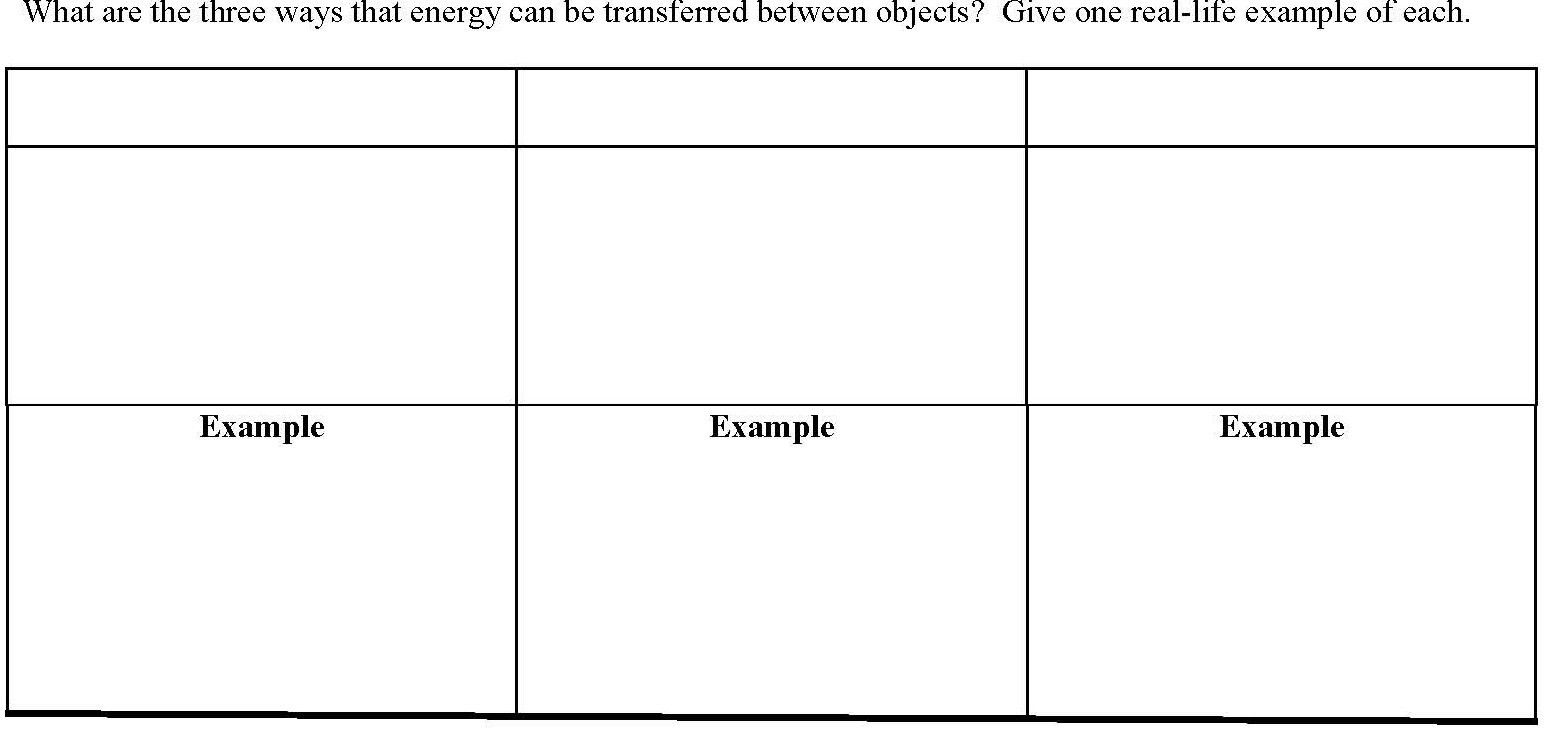 What are the three ways that energy can be transferred between objects?  Give one real-life example of each.
Example
Example
Example